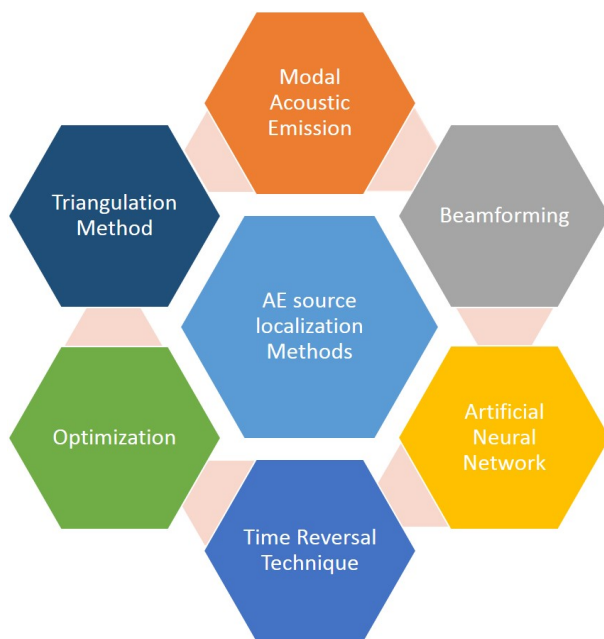 Modal
Acoustic
Emission
Triangulation
Method
Beamforming
AE source
localization
Methods
Optimization
Artificial
Neural
Network
Time Reversal
Technique